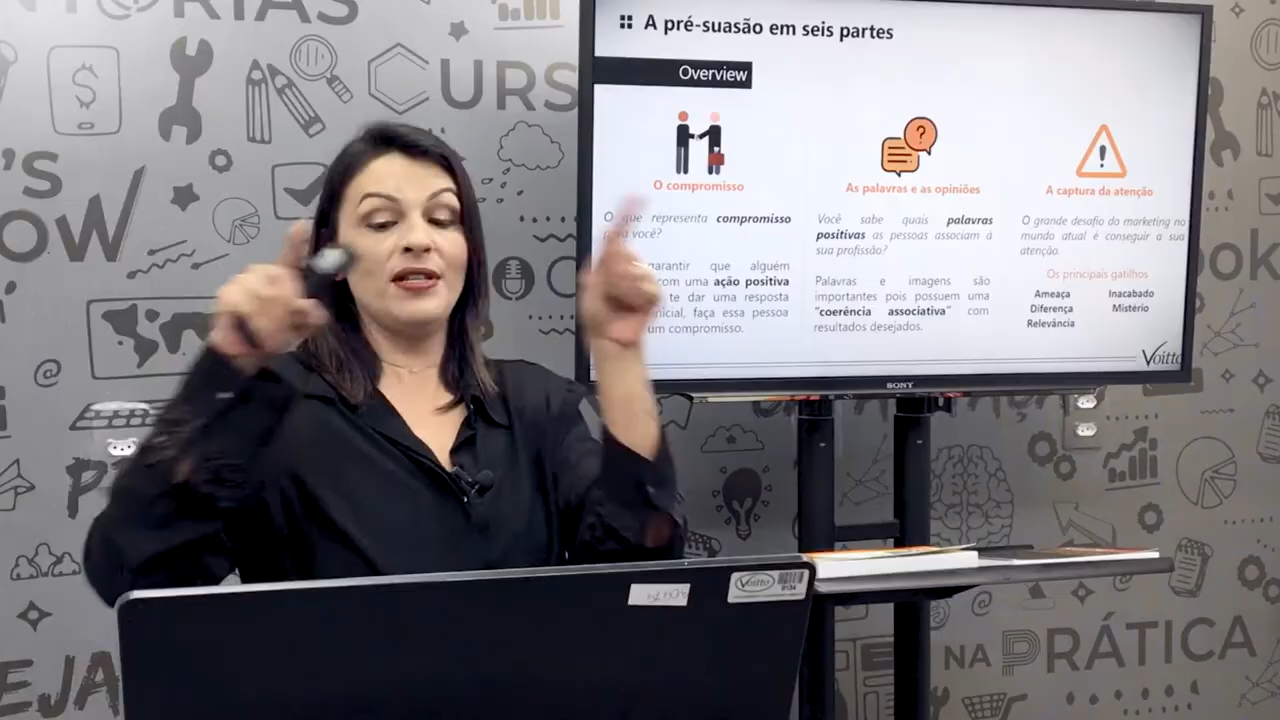 CURS
'S
OW
A pré-suasão em seis partes
Overview
O compromisso
O que representa compromisso
para você?
garantir que alguém
com uma ação positiva
te dar uma resposta
inicial, faça essa pessoa
um compromisso.
As palavras e as opiniões
Você sabe quais palavras
positivas as pessoas associam à
sua profissão?
Palavras e imagens são
importantes pois possuem uma
"coerência associativa" com
resultados desejados.
A captura da atenção
O grande desafio do marketing no
mundo atual é conseguir a sua
atenção.
Os principais gatilhos
Ameaça Inacabado
Diferença Mistério
Relevância
Voitto
SONY
Voitto
0134
NA PRÁTICA
EJA